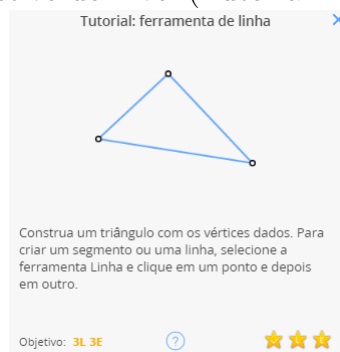 Tutorial: ferramenta de linha
Construa um triângulo com os vértices dados. Para
criar um segmento ou uma linha, selecione a
ferramenta Linha e clique em um ponto e depois
em outro.
Objetivo: 3L 3E
?